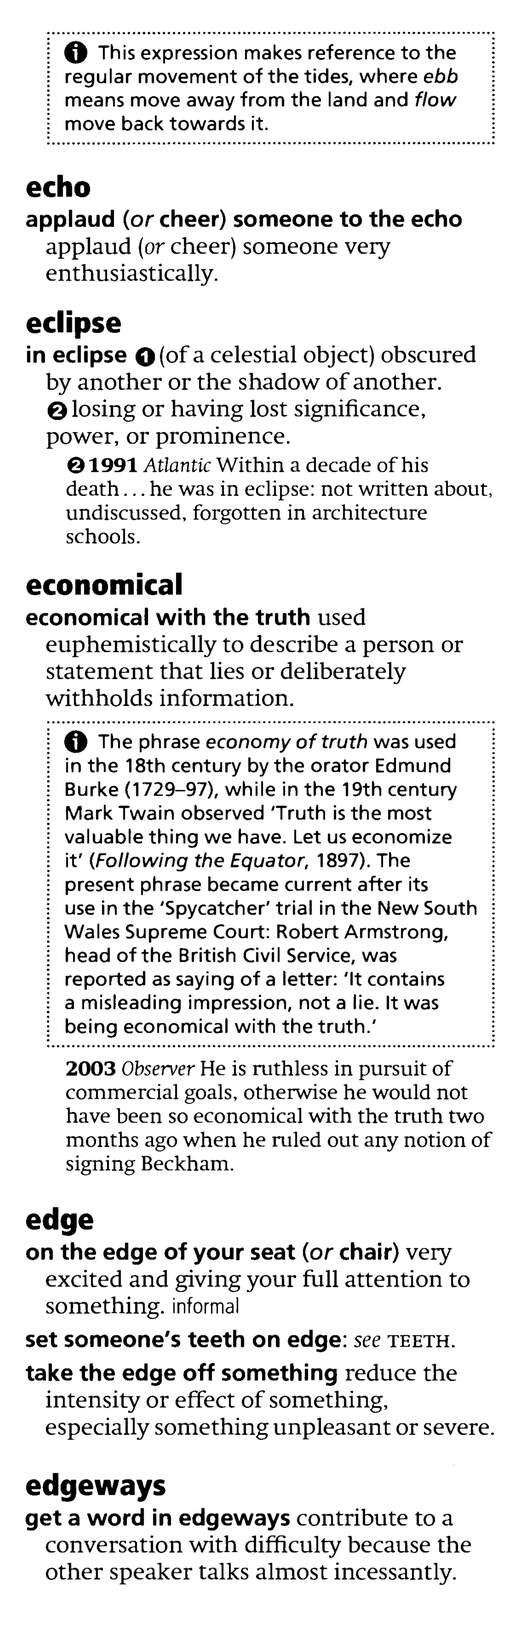 ℹ This expression makes reference to the
regular movement of the tides, where ebb
means move away from the land and flow
move back towards it.
echo
applaud (or cheer) someone to the echo
applaud (or cheer) someone very
enthusiastically.
eclipse
in eclipse ❶ (of a celestial object) obscured
by another or the shadow of another.
❷ losing or having lost significance,
power, or prominence.
❷ 1991 Atlantic Within a decade of his
death ... he was in eclipse: not written about,
undiscussed, forgotten in architecture
schools.
economical
economical with the truth used
euphemistically to describe a person or
statement that lies or deliberately
withholds information.
ℹ The phrase economy of truth was used
in the 18th century by the orator Edmund
Burke (1729–97), while in the 19th century
Mark Twain observed ‘Truth is the most
valuable thing we have. Let us economize
it’ (Following the Equator, 1897). The
present phrase became current after its
use in the ‘Spycatcher’ trial in the New South
Wales Supreme Court: Robert Armstrong,
head of the British Civil Service, was
reported as saying of a letter: ‘It contains
a misleading impression, not a lie. It was
being economical with the truth.’
2003 Observer He is ruthless in pursuit of
commercial goals, otherwise he would not
have been so economical with the truth two
months ago when he ruled out any notion of
signing Beckham.
edge
on the edge of your seat (or chair) very
excited and giving your full attention to
something. informal
set someone’s teeth on edge: see TEETH.
take the edge off something reduce the
intensity or effect of something,
especially something unpleasant or severe.
edgeways
get a word in edgeways contribute to a
conversation with difficulty because the
other speaker talks almost incessantly.